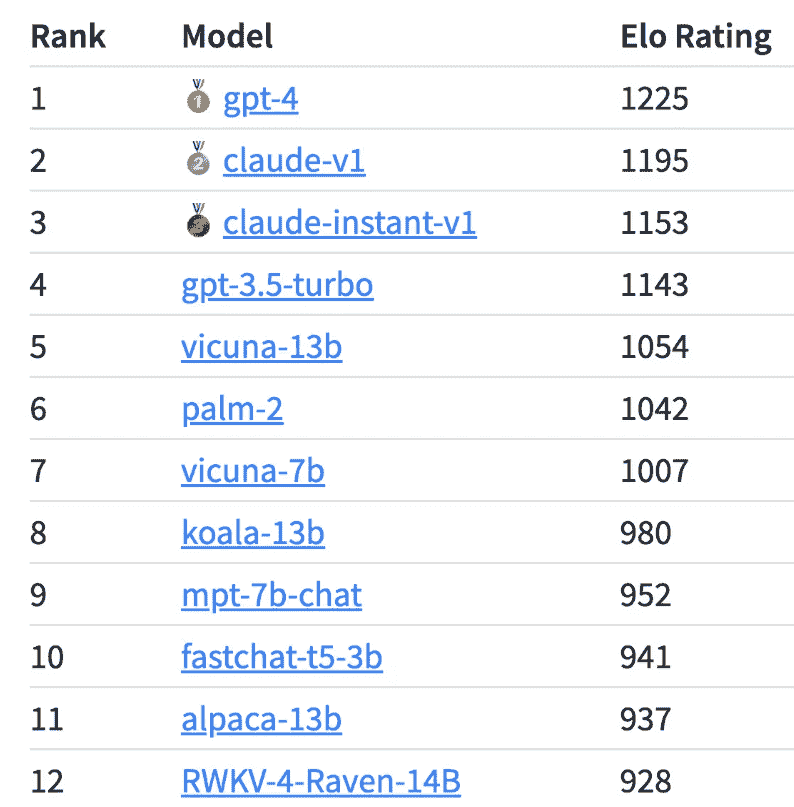 Rank Model Elo Rating
1 gpt-4 1225
2 claude-v1 1195
3 claude-instant-v1 1153
4 gpt-3.5-turbo 1143
5 vicuna-13b 1054
6 palm-2 1042
7 vicuna-7b 1007
8 koala-13b 980
9 mpt-7b-chat 952
10 fastchat-t5-3b 941
11 alpaca-13b 937
12 RWKV-4-Raven-14B 928